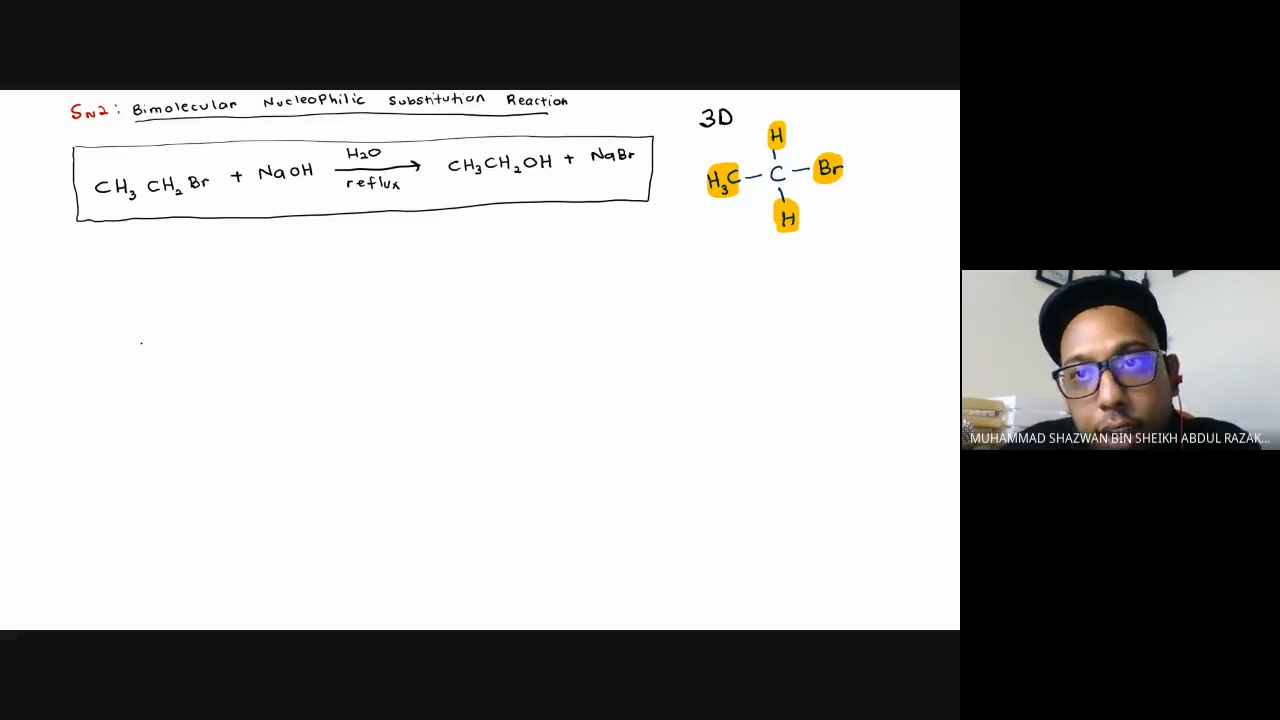 SN2: Bimolecular Nucleophilic Substitution Reaction
CH3 CH2 Br + NaOH H2O reflux CH3CH2OH + NaBr
3D
H
H3C - C - Br
H
MUHAMMAD SHAZWAN BIN SHEIKH ABDUL RAZAK...